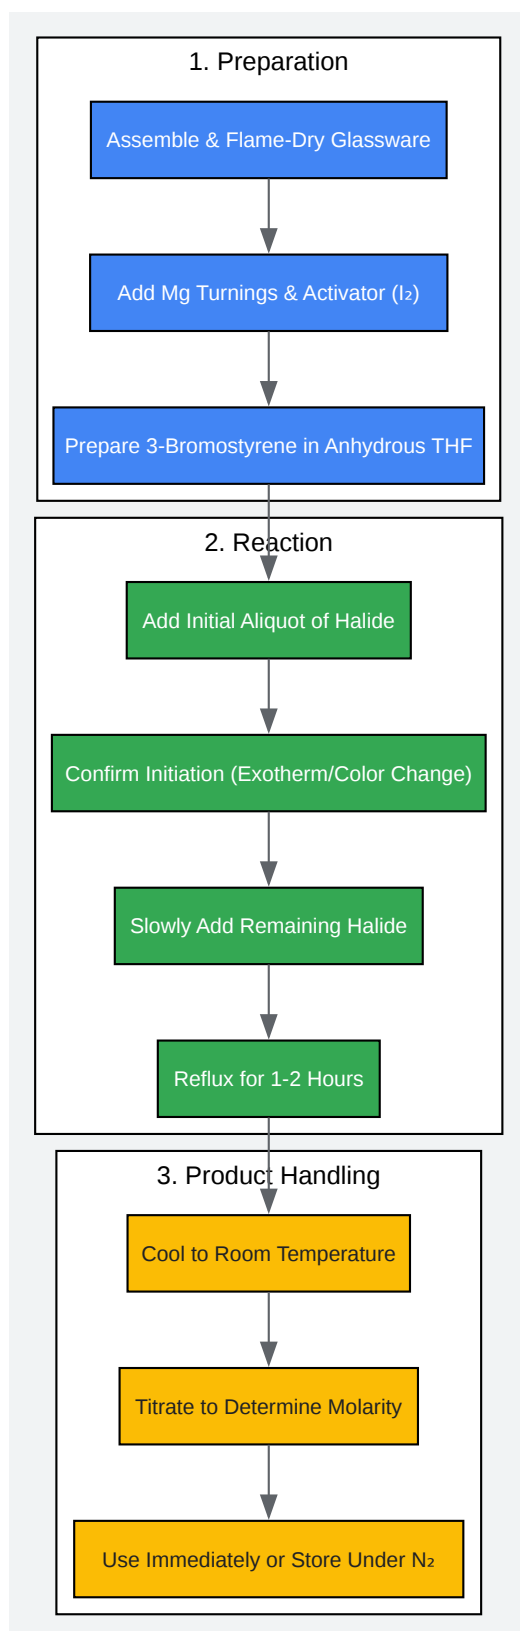 1. Preparation
Assemble & Flame-Dry Glassware
Add Mg Turnings & Activator (I₂)
Prepare 3-Bromostyrene in Anhydrous THF
2. Reaction
Add Initial Aliquot of Halide
Confirm Initiation (Exotherm/Color Change)
Slowly Add Remaining Halide
Reflux for 1-2 Hours
3. Product Handling
Cool to Room Temperature
Titrate to Determine Molarity
Use Immediately or Store Under N₂